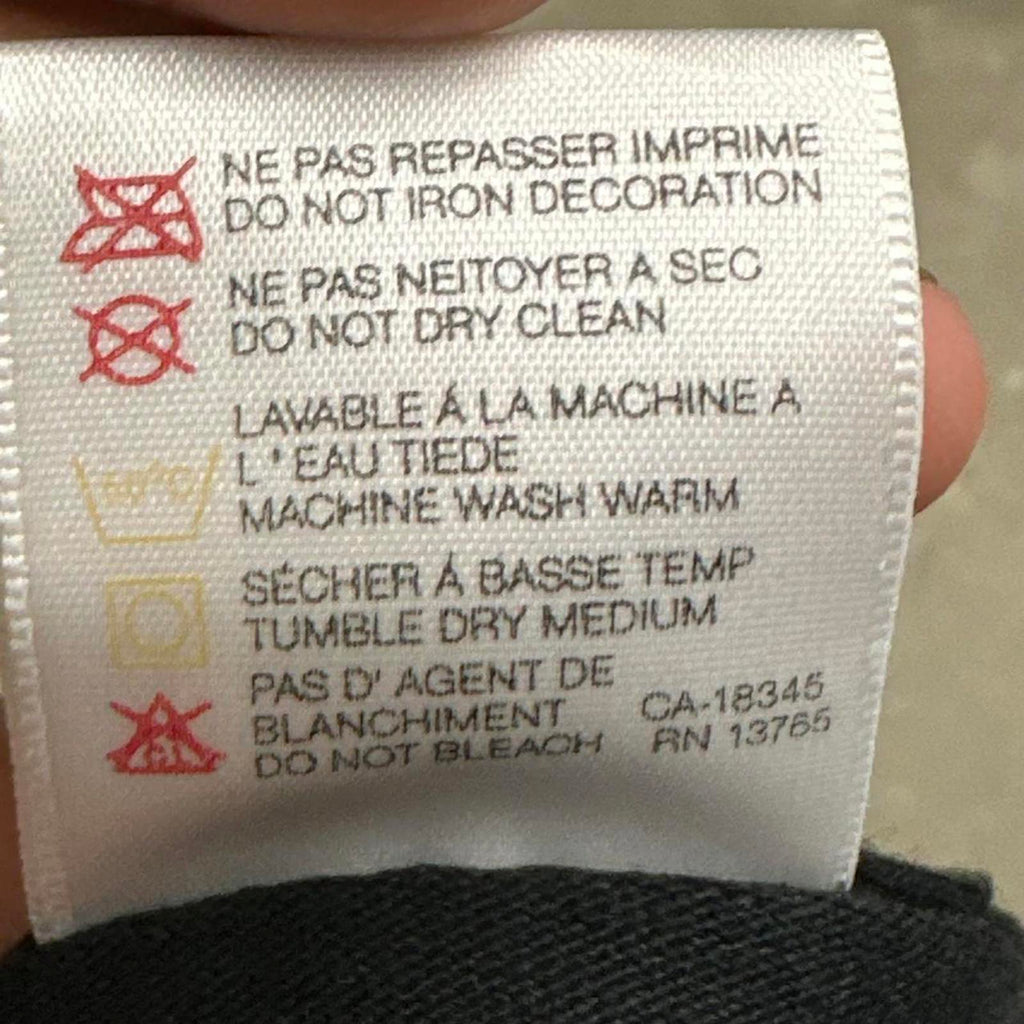 NE PAS REPASSER IMPRIME
DO NOT IRON DECORATION
NE PAS NEITOYER A SEC
DO NOT DRY CLEAN
LAVABLE Á LA MACHINE A
L'EAU TIEDE
MACHINE WASH WARM
50°C
SÉCHER Á BASSE TEMP
TUMBLE DRY MEDIUM
PAS D'AGENT DE
BLANCHIMENT
DO NOT BLEACH
CA-18345
RN 13765